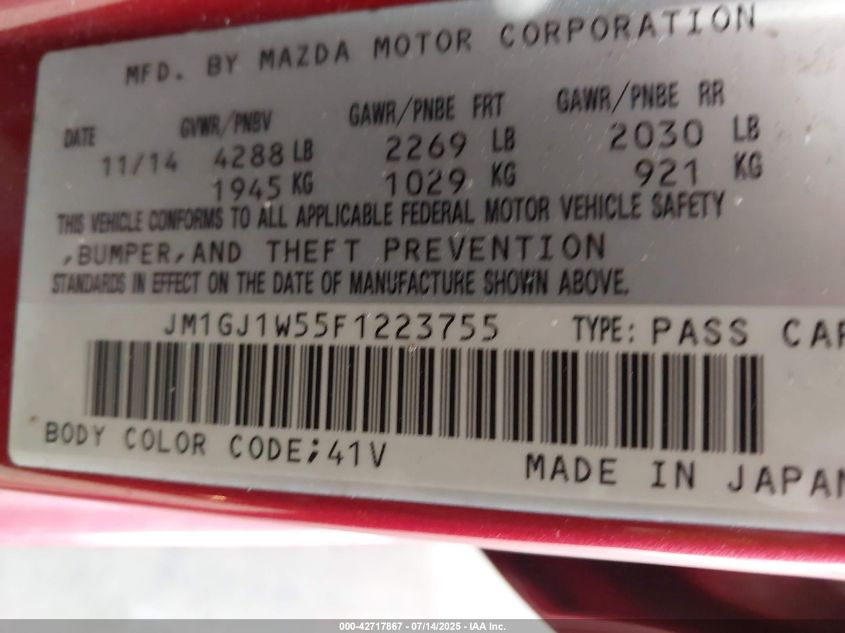 MFD. BY MAZDA MOTOR CORPORATION
DATE GVWR/PNBV GAWR/PNBE FRT GAWR/PNBE RR
11/14 4288 LB 2269 LB 2030 LB
1945 KG 1029 KG 921 KG
THIS VEHICLE CONFORMS TO ALL APPLICABLE FEDERAL MOTOR VEHICLE SAFETY
,BUMPER,AND THEFT PREVENTION
STANDARDS IN EFFECT ON THE DATE OF MANUFACTURE SHOWN ABOVE.
JM1GJ1W55F1223755 TYPE: PASS CAR
BODY COLOR CODE;41V
MADE IN JAPAN
000-42717867 - 07/14/2025 - IAA Inc.